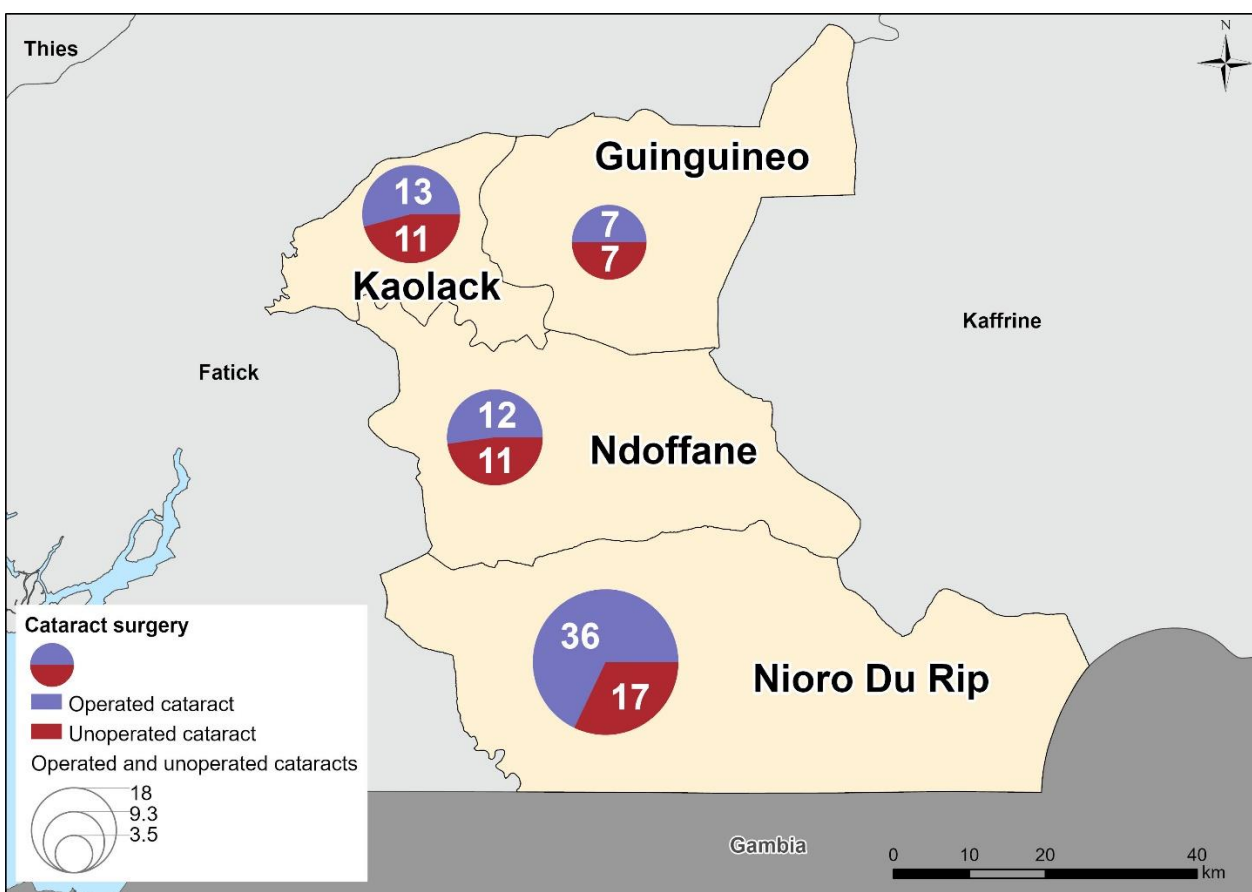 Thies
N
Guinguineo
13
11
7
7
Kaolack
Kaffrine
Fatick
12
11
Ndoffane
36
17
Nioro Du Rip
Cataract surgery
Operated cataract
Unoperated cataract
Operated and unoperated cataracts
18
9.3
3.5
Gambia
0 10 20 40
km